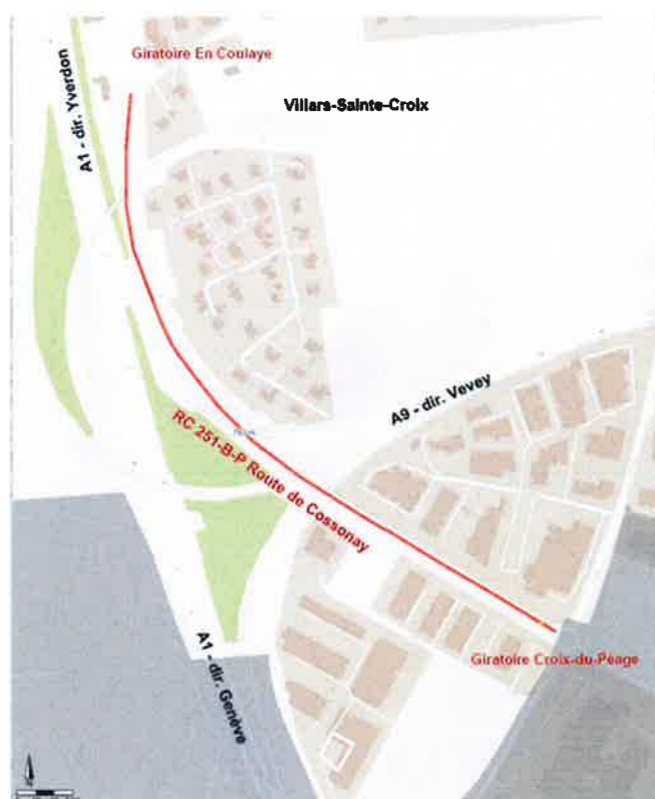 Giratoire En Coulaye
Villars-Sainte-Croix
A1 - dir. Yverdon
A9 - dir. Vevey
RC 251-B-P Route de Cossonay
Giratoire Croix-du-Péage
A1 - dir. Genève